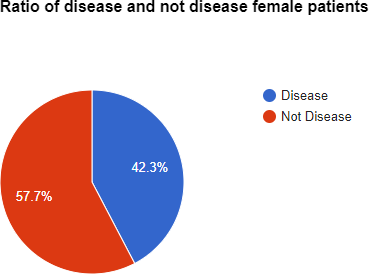 Ratio of disease and not disease female patients
Disease
Not Disease
42.3%
57.7%